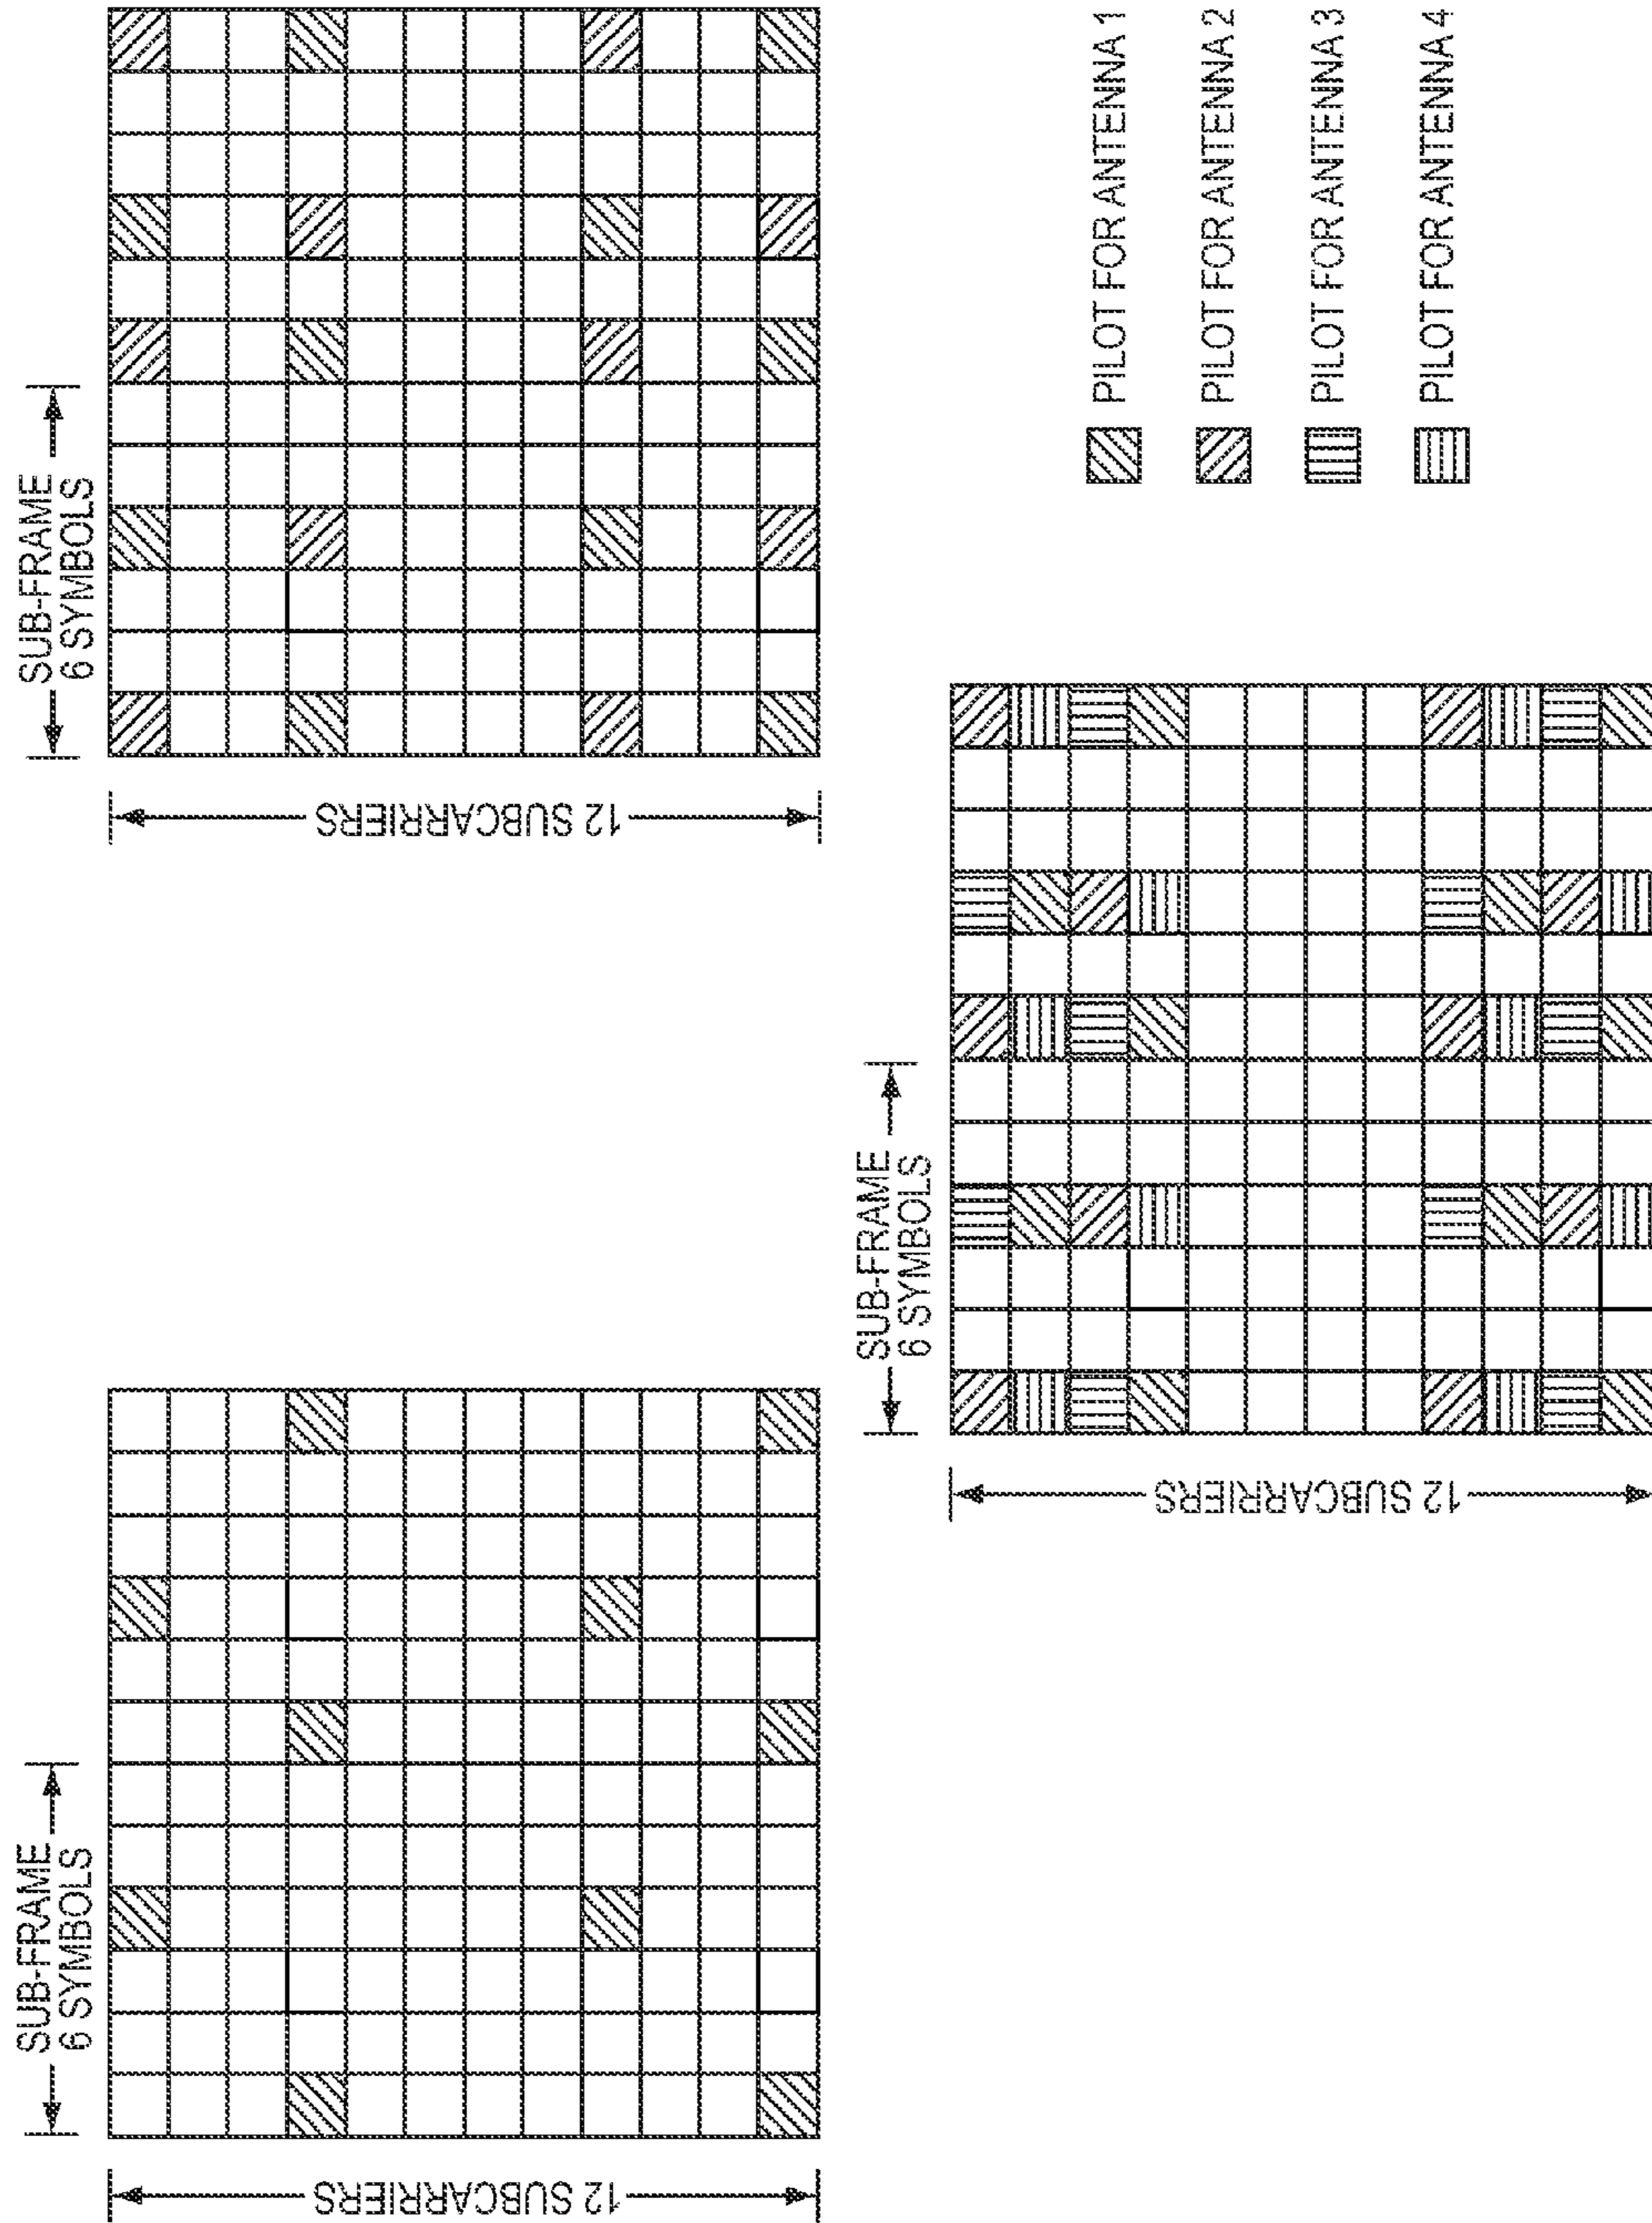 SUB-FRAME
6 SYMBOLS
12 SUBCARRIERS
SUB-FRAME
6 SYMBOLS
12 SUBCARRIERS
SUB-FRAME
6 SYMBOLS
12 SUBCARRIERS
PILOT FOR ANTENNA 1
PILOT FOR ANTENNA 2
PILOT FOR ANTENNA 3
PILOT FOR ANTENNA 4